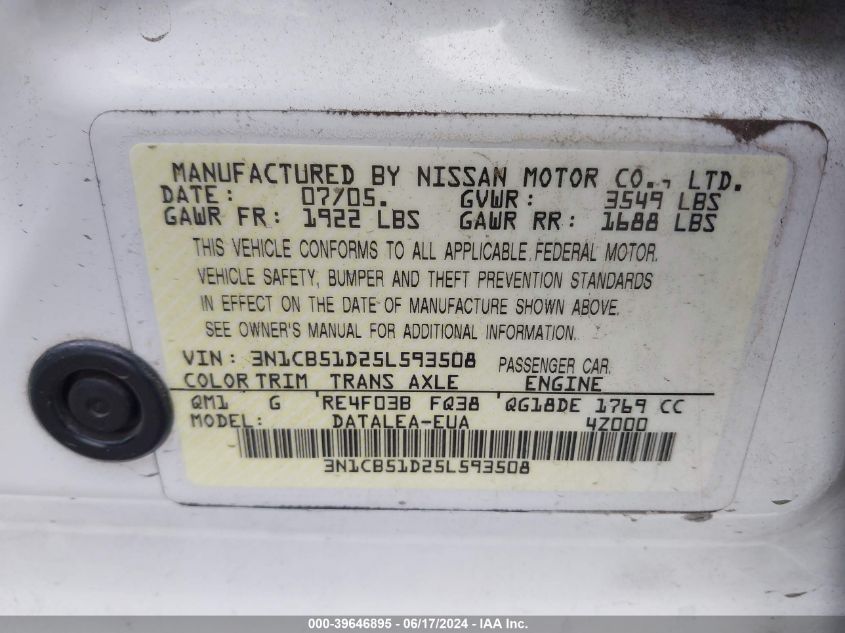 MANUFACTURED BY NISSAN MOTOR CO., LTD.
DATE: 07/05. GVWR: 3549 LBS
GAWR FR: 1922 LBS GAWR RR: 1688 LBS
THIS VEHICLE CONFORMS TO ALL APPLICABLE FEDERAL MOTOR
VEHICLE SAFETY, BUMPER AND THEFT PREVENTION STANDARDS
IN EFFECT ON THE DATE OF MANUFACTURE SHOWN ABOVE.
SEE OWNER'S MANUAL FOR ADDITIONAL INFORMATION.
VIN: 3N1CB51D25L593508 PASSENGER CAR
COLOR TRIM TRANS AXLE ENGINE
QM1 G RE4F03B FQ38 QG18DE 1769 CC
MODEL: DATALEA-EUA 4Z000
3N1CB51D25L593508
000-39646895 - 06/17/2024 - IAA Inc.